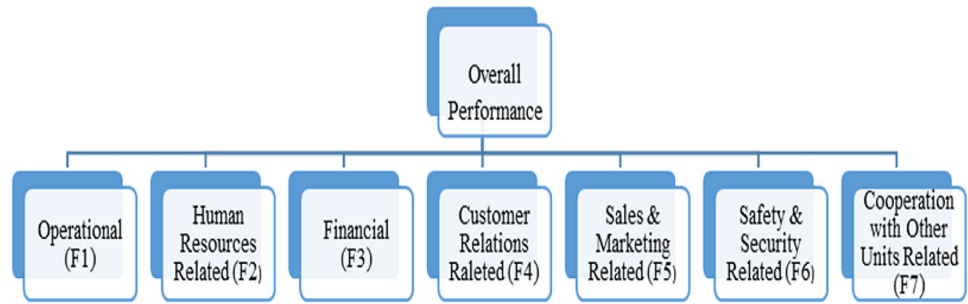 Overall
Performance
Operational
(F1)
Human
Resources
Related (F2)
Financial
(F3)
Customer
Relations
Raleted (F4)
Sales &
Marketing
Related (F5)
Safety &
Security
Related (F6)
Cooperation
with Other
Units Related
(F7)